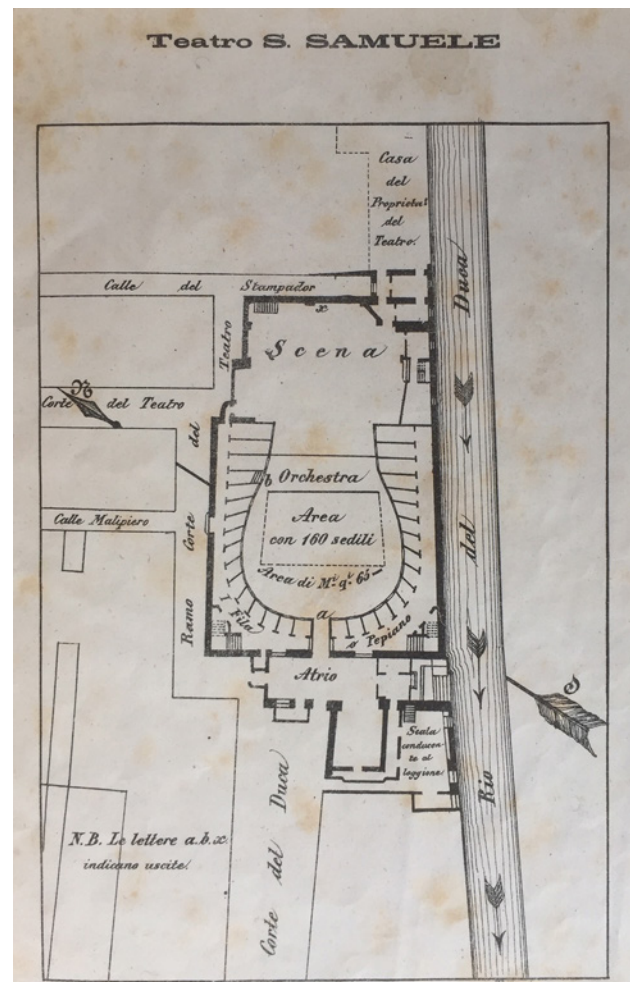 Teatro S. SAMUELE
Casa
del
Proprietaº
del
Teatro.
Calle del Stampador
x
Scena
Ramo Corte del Teatro
N
Corte del Teatro
b Orchestra
Area
con 160 sedili
Area di M.ⁱ q.ⁱ 65
Calle Malipiero
a
I Fila
o Pepiano
Atrio
Scala
conducen-
te al
loggione
S
Rio del Duca
Corte del Duca
N.B. Le lettere a.b.x.
indicano uscite.